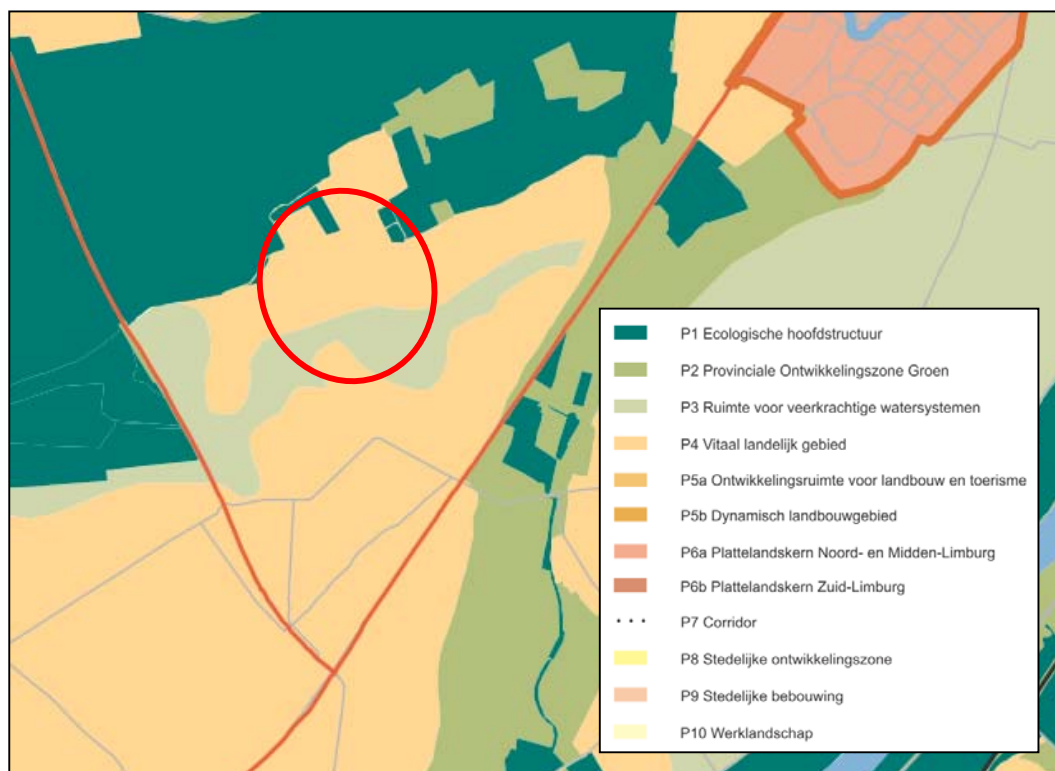 P1 Ecologische hoofdstructuur
P2 Provinciale Ontwikkelingszone Groen
P3 Ruimte voor veerkrachtige watersystemen
P4 Vitaal landelijk gebied
P5a Ontwikkelingsruimte voor landbouw en toerisme
P5b Dynamisch landbouwgebied
P6a Plattelandskern Noord- en Midden-Limburg
P6b Plattelandskern Zuid-Limburg
P7 Corridor
P8 Stedelijke ontwikkelingszone
P9 Stedelijke bebouwing
P10 Werklandschap